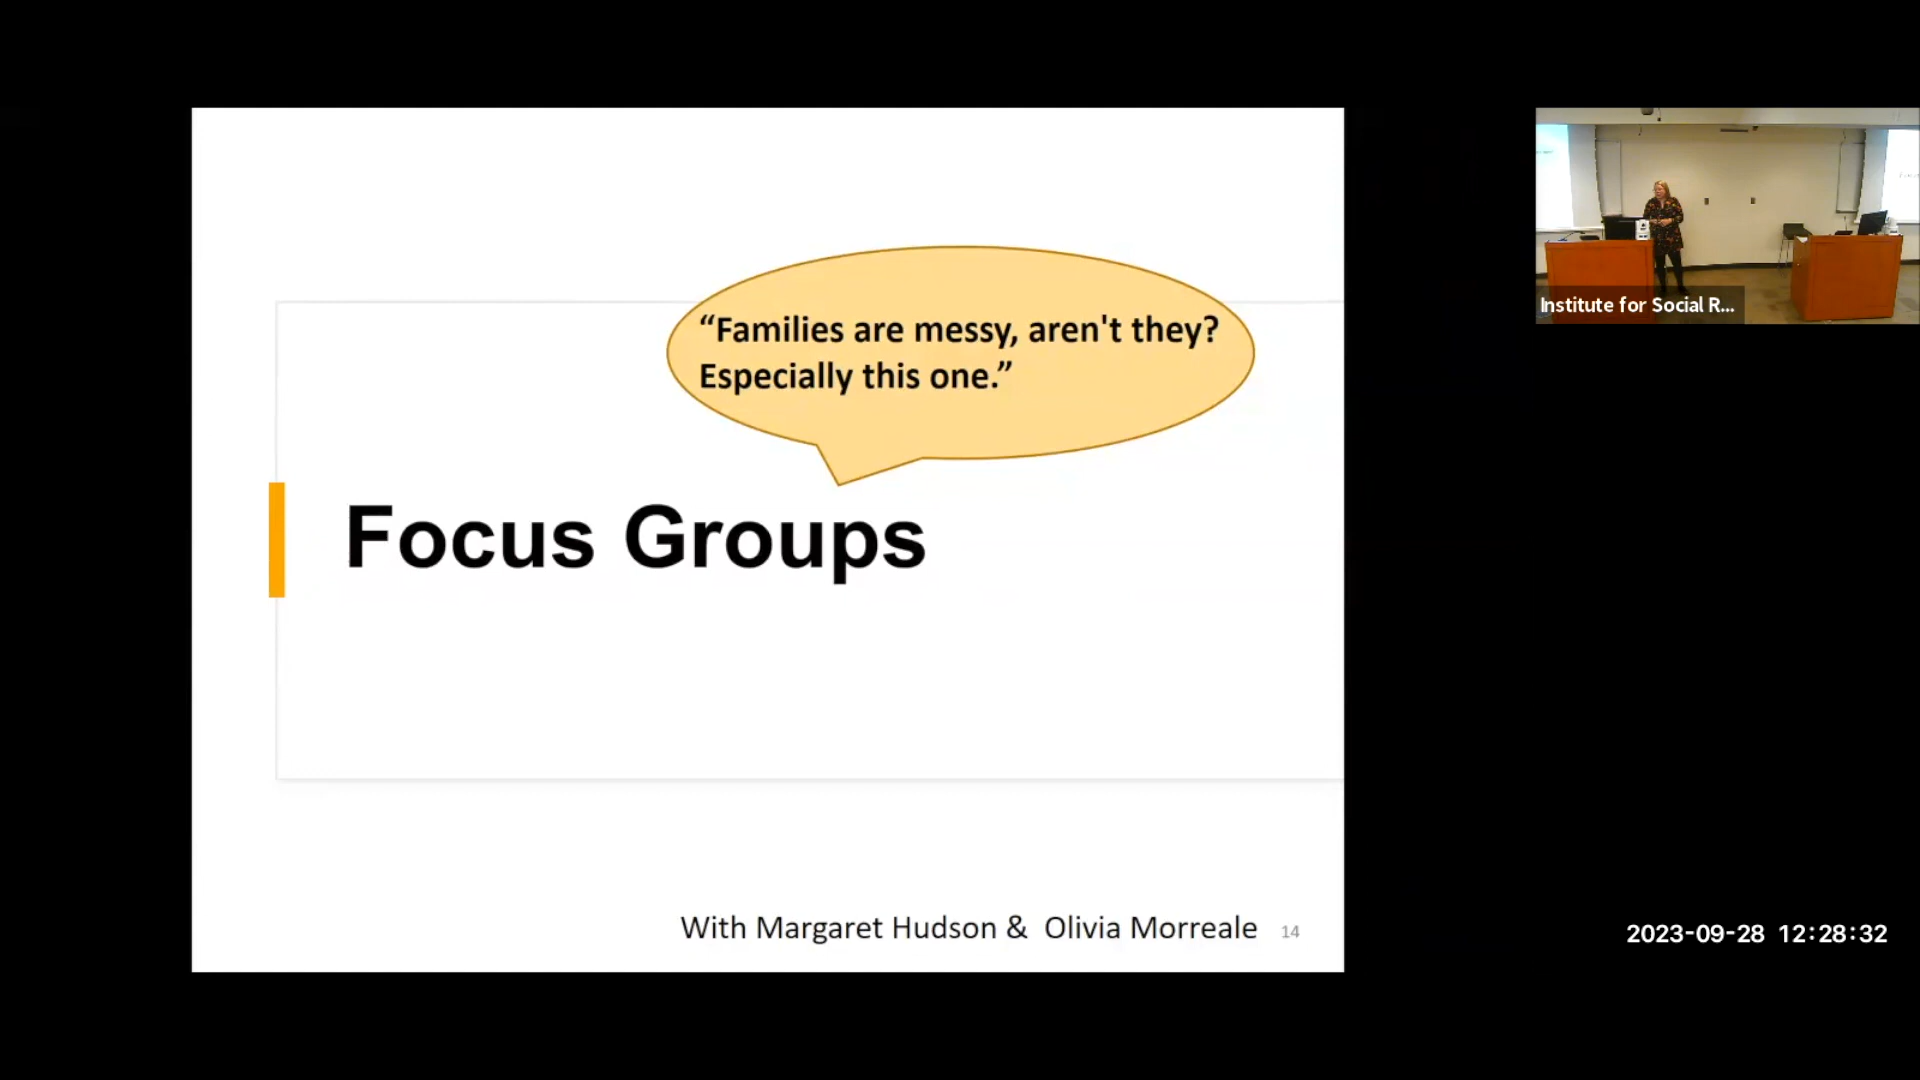 “Families are messy, aren't they?
Especially this one.”
Focus Groups
With Margaret Hudson & Olivia Morreale 14
Institute for Social R...
2023-09-28 12:28:32